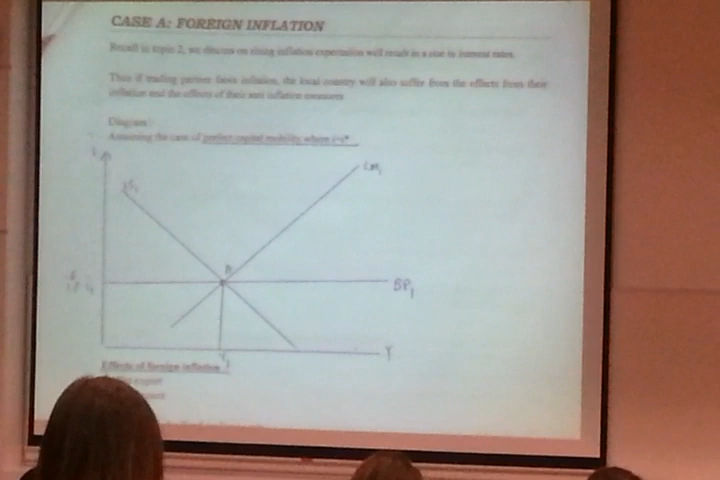 CASE A: FOREIGN INFLATION
Recall in topic 2, we discuss on rising inflation expectation will result in a rise in interest rates.
Thus if trading partner faces inflation, the local country will also suffer from the effects from their
inflation and the effects of their anti inflation measures
Diagram:
Assuming the case of perfect capital mobility where i=i*
i
IS₁
LM₁
A
BP₁
Y₁
Y
Effects of foreign inflation
export